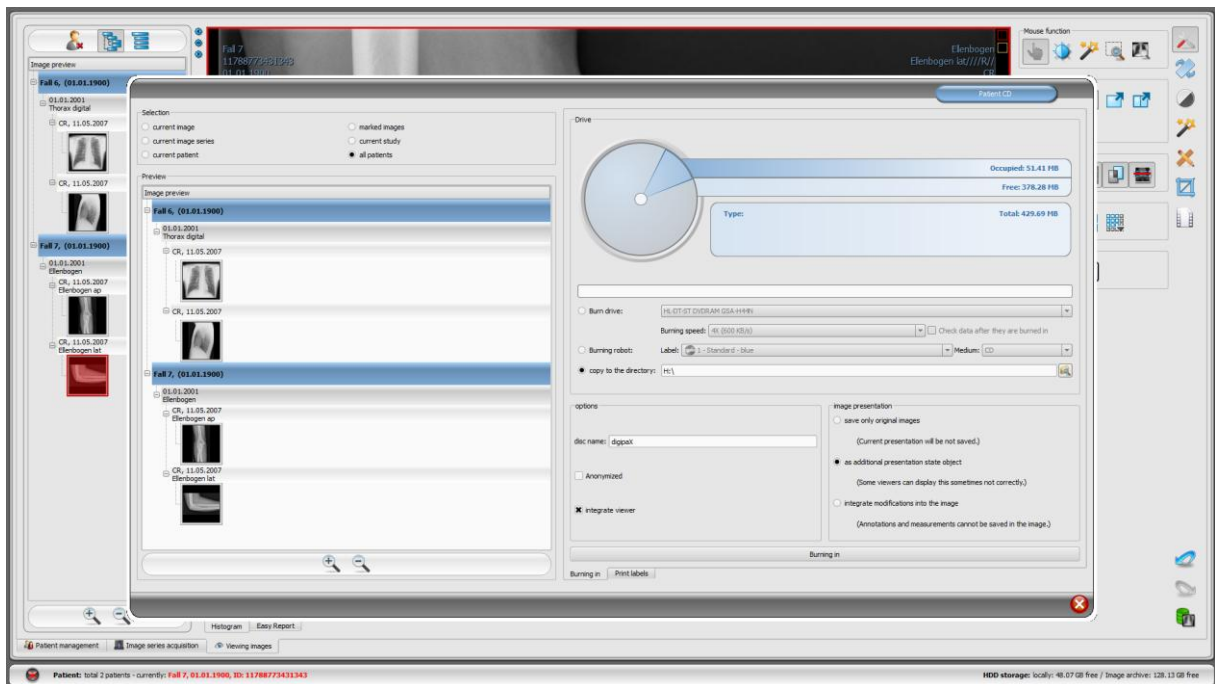 Mouse function
Image preview
Fall 7
11788773431343
01.01.1900
Ellenbogen
Ellenbogen lat////R//
CR
Fall 6, (01.01.1900)
01.01.2001
Thorax digital
CR, 11.05.2007
CR, 11.05.2007
Fall 7, (01.01.1900)
01.01.2001
Ellenbogen
CR, 11.05.2007
Ellenbogen ap
CR, 11.05.2007
Ellenbogen lat
Patient CD
Selection
current image
marked images
current image series
current study
current patient
all patients
Preview
Image preview
Fall 6, (01.01.1900)
01.01.2001
Thorax digital
CR, 11.05.2007
CR, 11.05.2007
Fall 7, (01.01.1900)
01.01.2001
Ellenbogen
CR, 11.05.2007
Ellenbogen ap
CR, 11.05.2007
Ellenbogen lat
Drive
Occupied: 51.41 MB
Free: 378.28 MB
Type: Total: 429.69 MB
Burn drive: HL-DT-ST DVDRAM GSA-H44N
Burning speed: 4X (600 KB/s) Check data after they are burned in
Burning robot: Label: 1 - Standard - blue Medium: CD
copy to the directory: H:\
options
disc name: digipaX
Anonymized
integrate viewer
image presentation
save only original images
(Current presentation will be not saved.)
as additional presentation state object
(Some viewers can display this sometimes not correctly.)
integrate modifications into the image
(Annotations and measurements cannot be saved in the image.)
Burning in
Burning in Print labels
Histogram Easy Report
Patient management Image series acquisition Viewing images
Patient: total 2 patients - currently: Fall 7, 01.01.1900, ID: 11788773431343
HDD storage: locally: 48.07 GB free / Image archive: 128.13 GB free